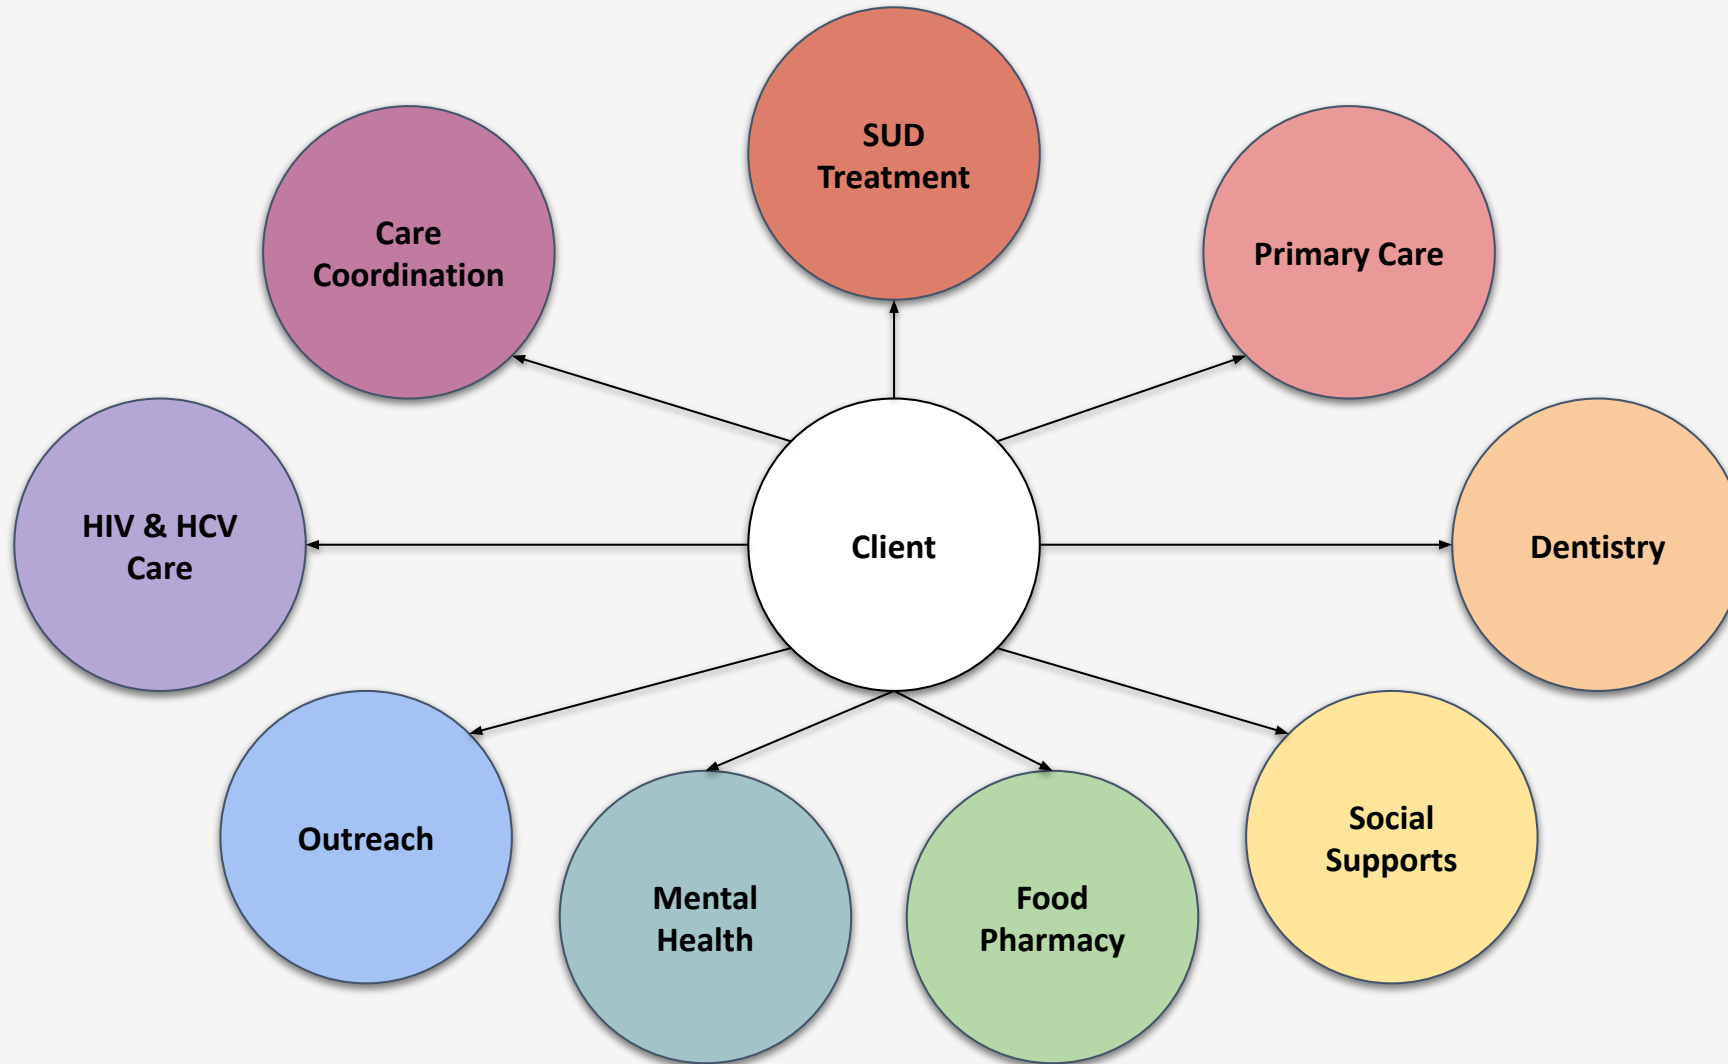 SUD
Treatment
Care
Coordination
Primary Care
HIV & HCV
Care
Client
Dentistry
Outreach
Mental
Health
Food
Pharmacy
Social
Supports